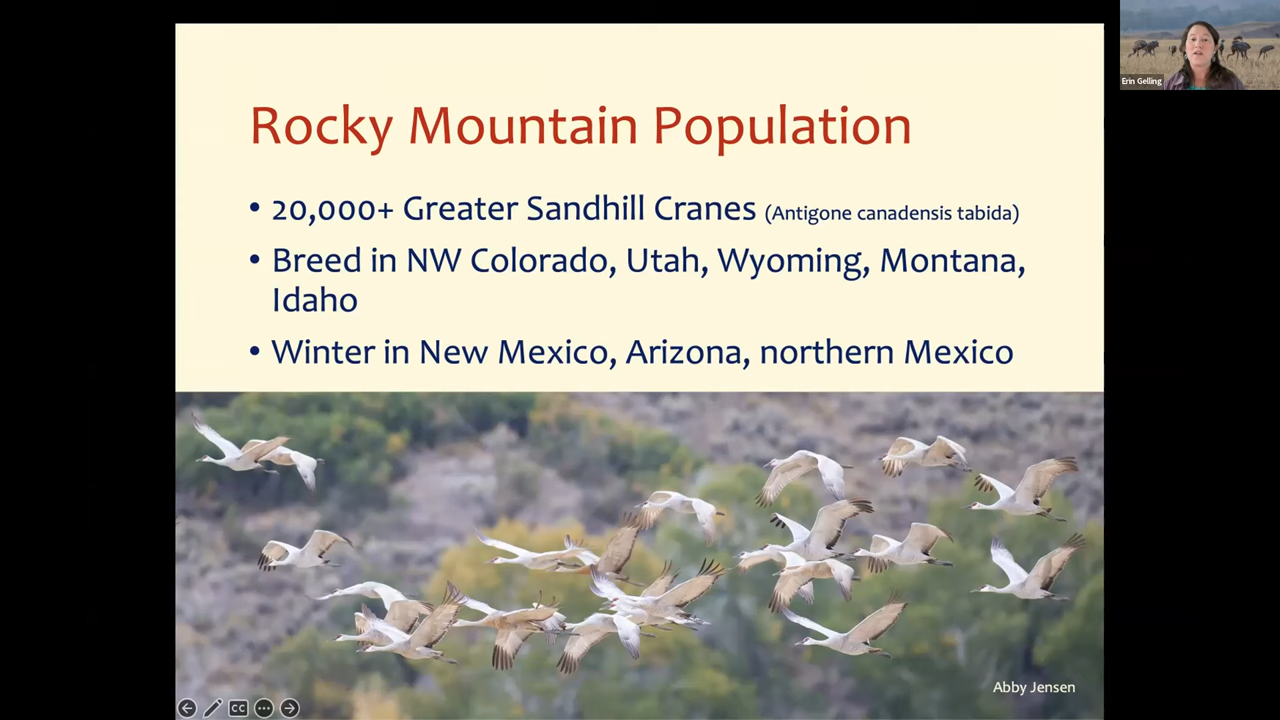 Rocky Mountain Population
• 20,000+ Greater Sandhill Cranes (Antigone canadensis tabida)
• Breed in NW Colorado, Utah, Wyoming, Montana,
Idaho
• Winter in New Mexico, Arizona, northern Mexico
Abby Jensen
Erin Gelling
CC